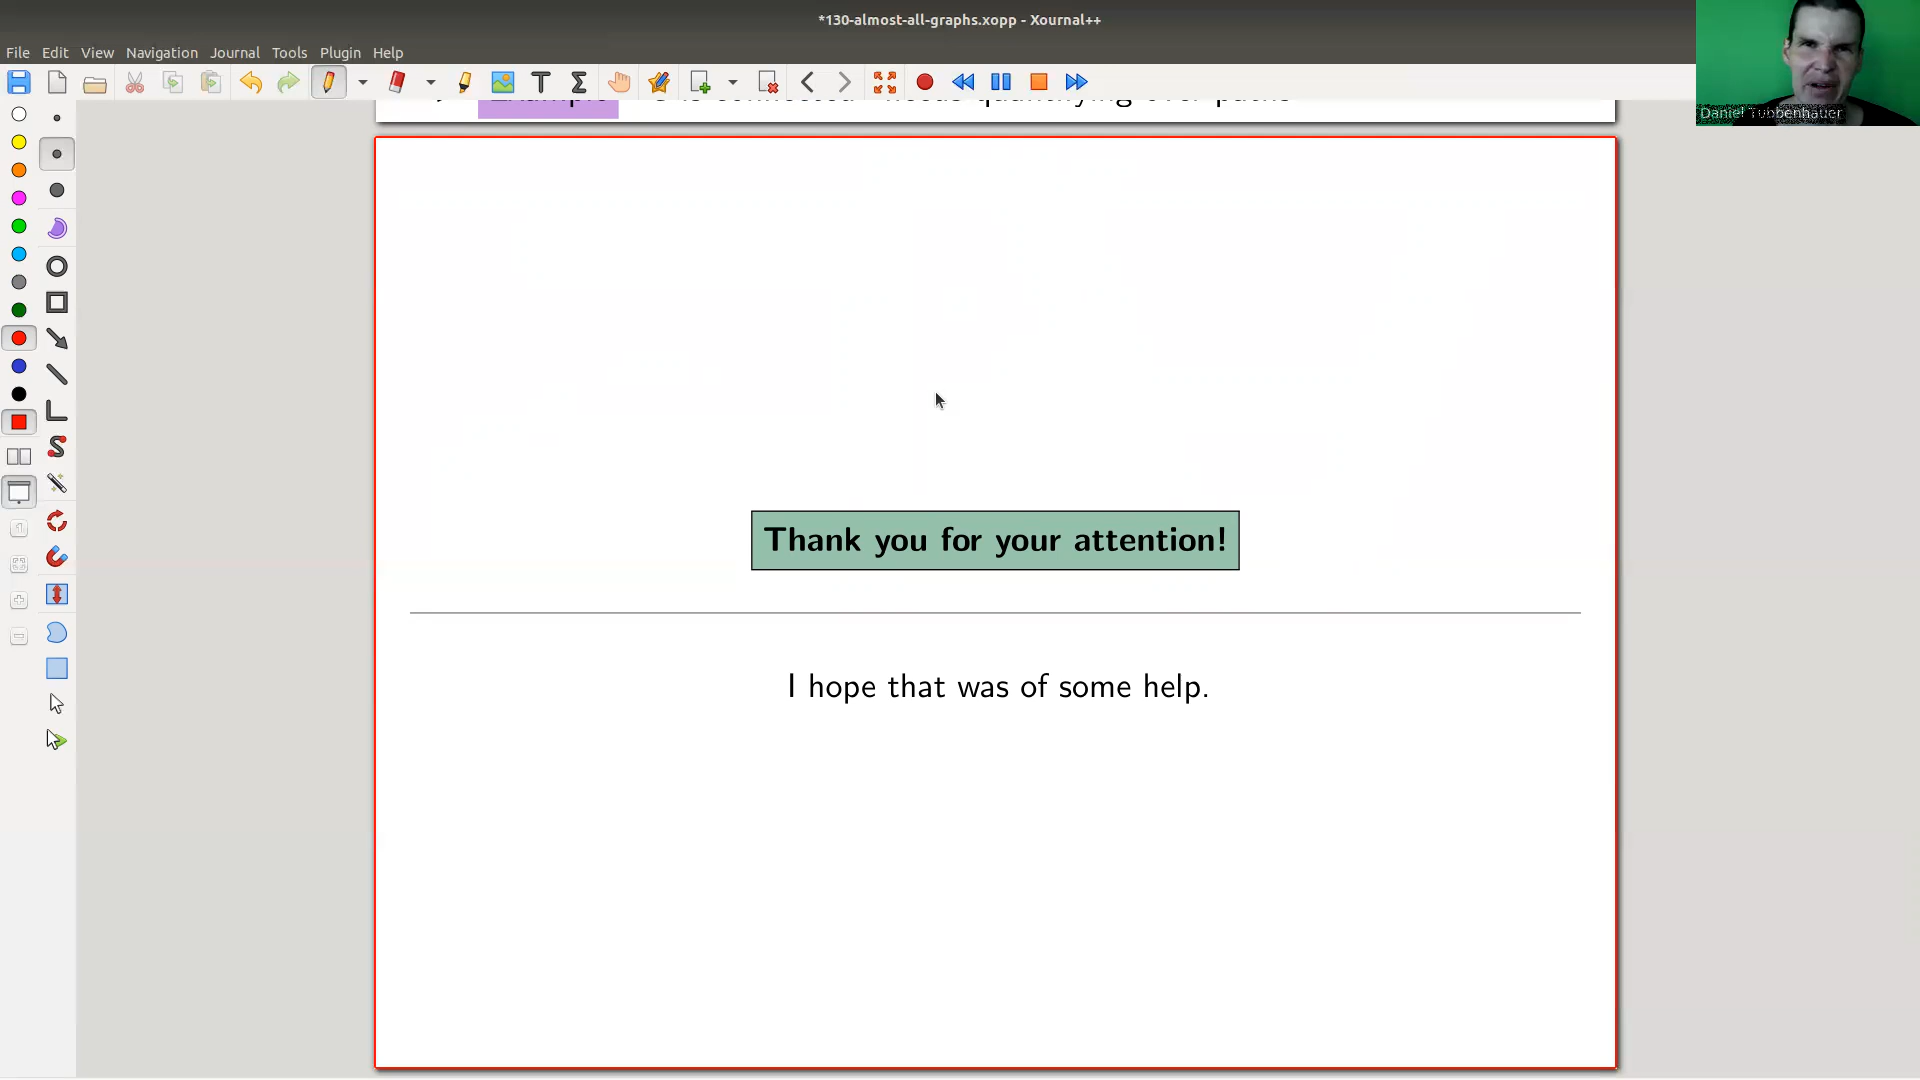 *130-almost-all-graphs.xopp - Xournal++
File Edit View Navigation Journal Tools Plugin Help
Daniel Tubbenhauer
Thank you for your attention!
I hope that was of some help.